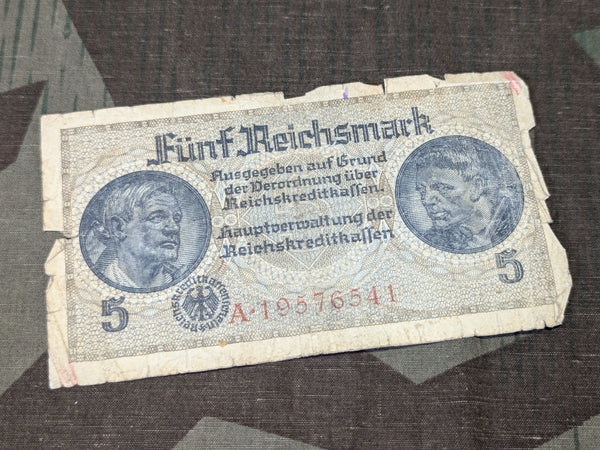 Fünf Reichsmark
Ausgegeben auf Grund
der Verordnung über
Reichskreditkassen.
Hauptverwaltung der
Reichskreditkassen
5
5
A·19576541